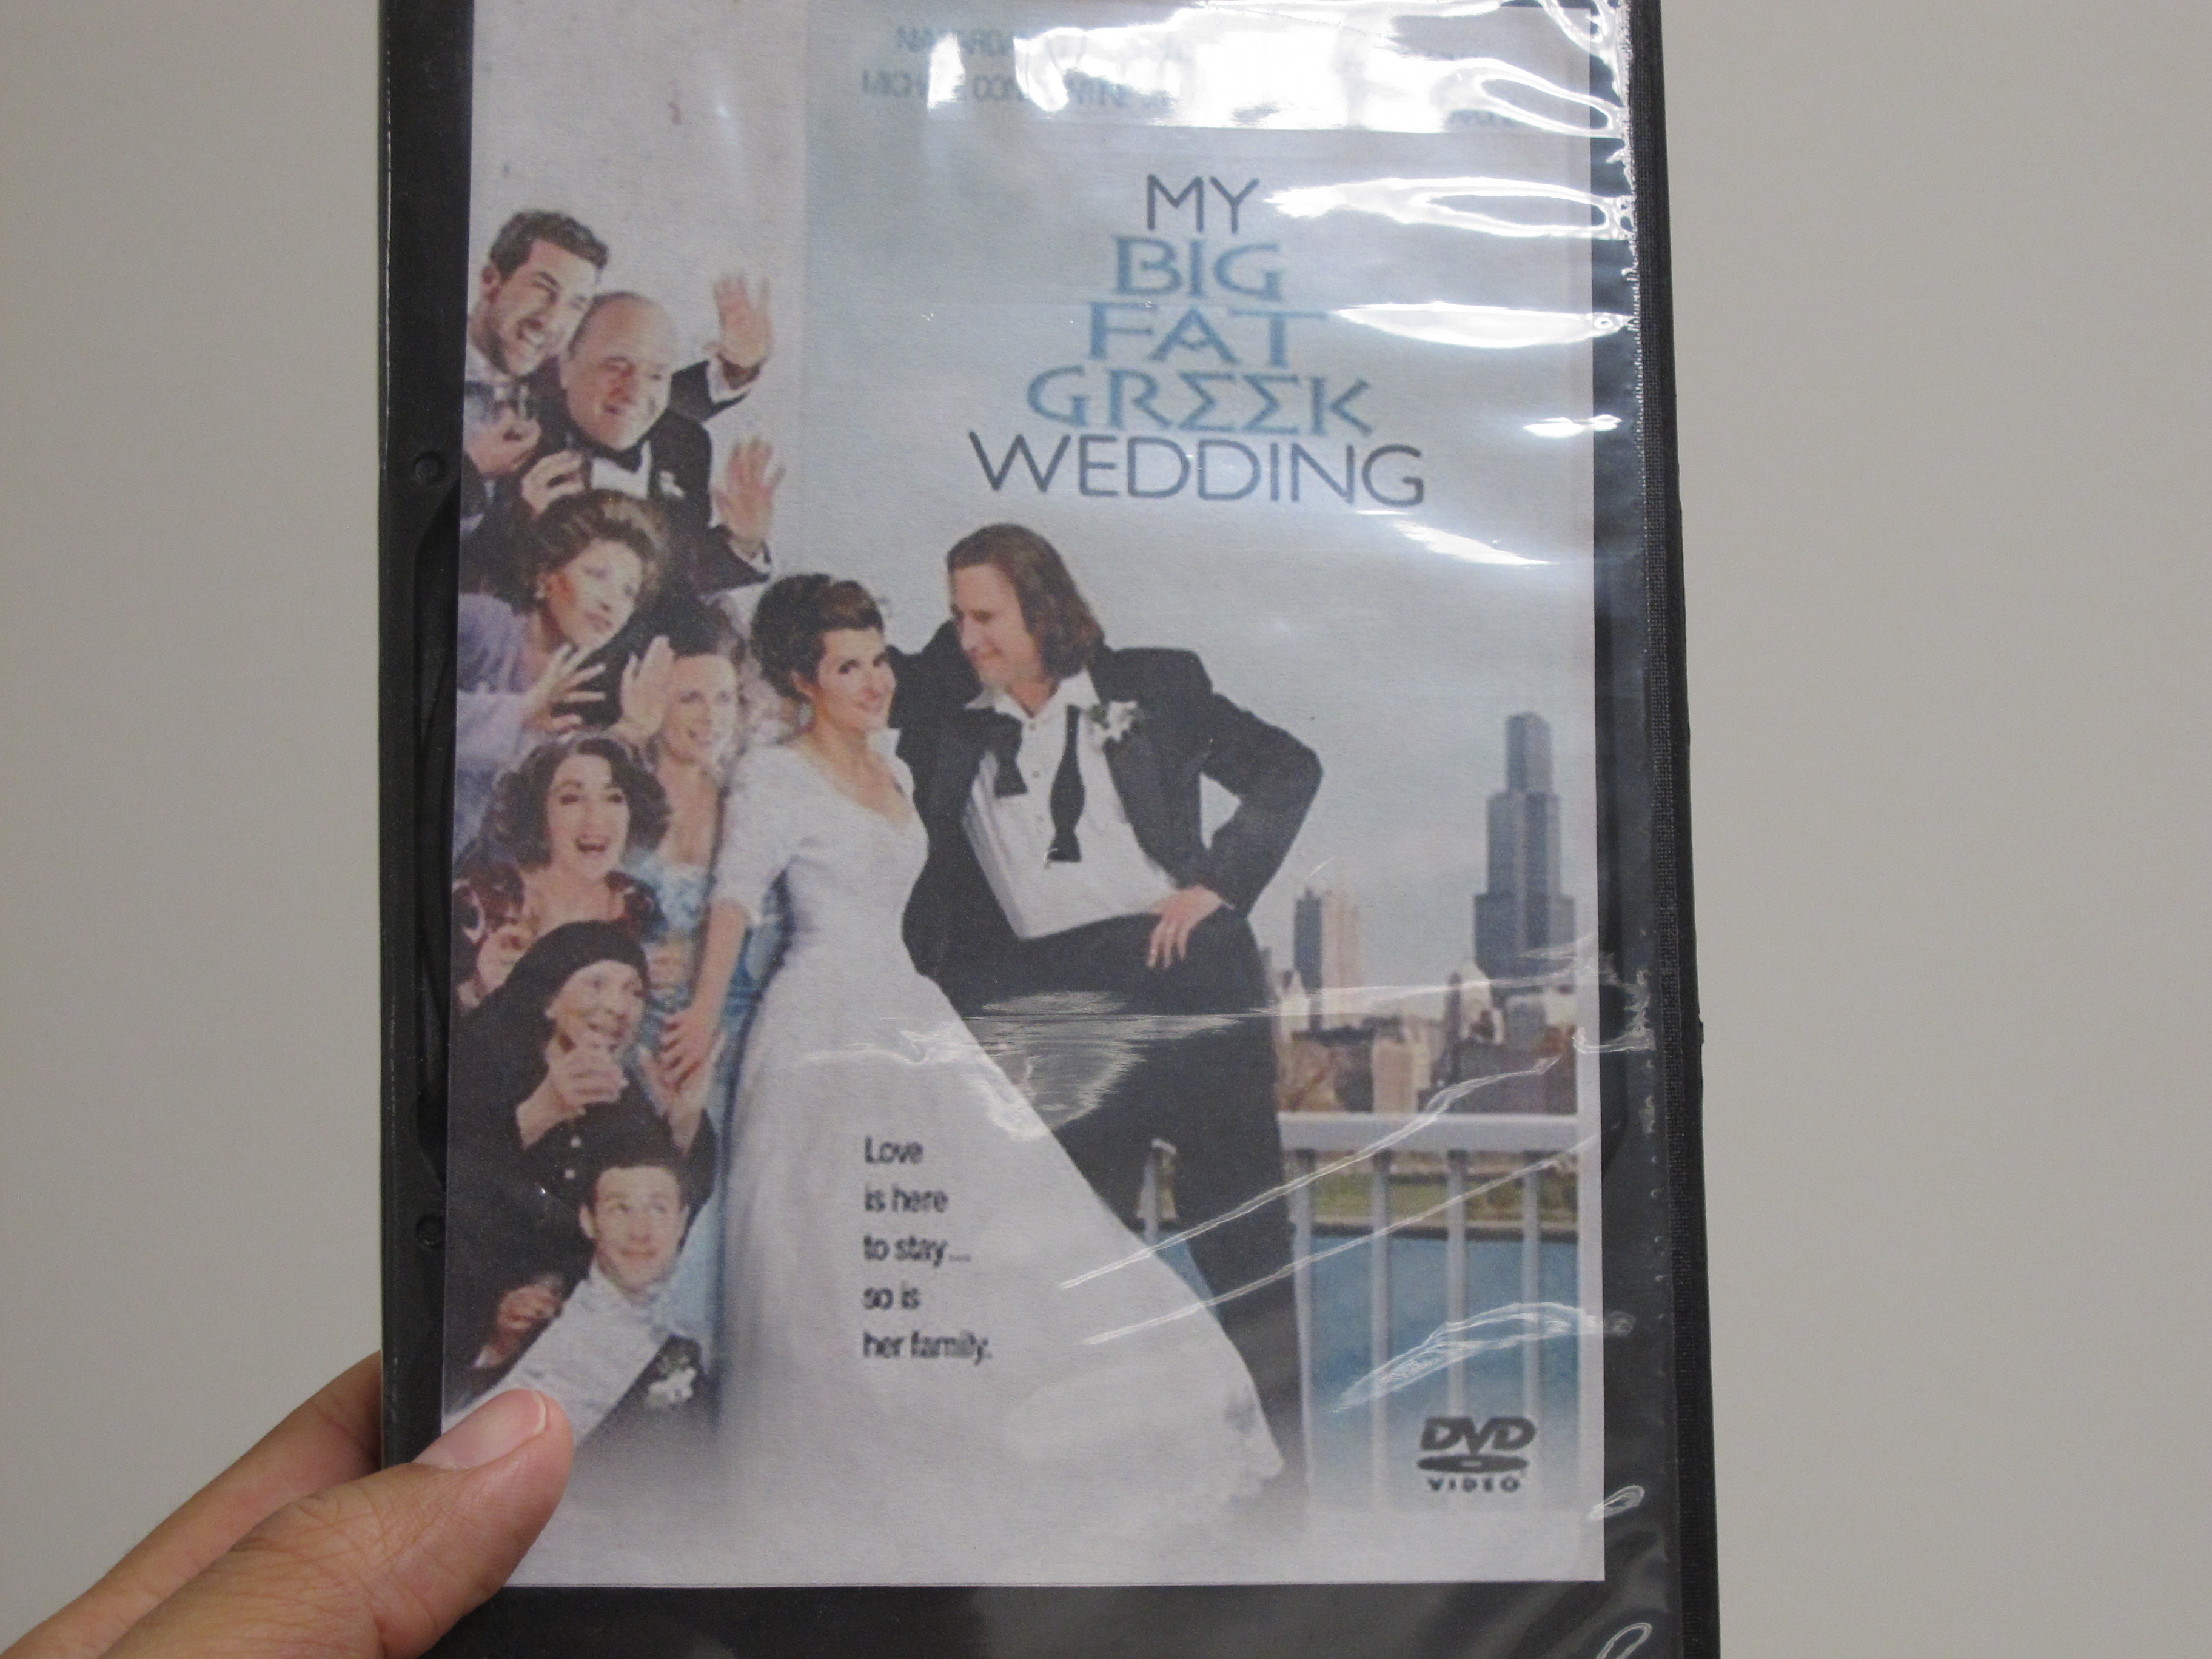 MY
BIG
FAT
GRΣΣK
WEDDING
Love
is here
to stay...
so is
her family.
DVD
VIDEO